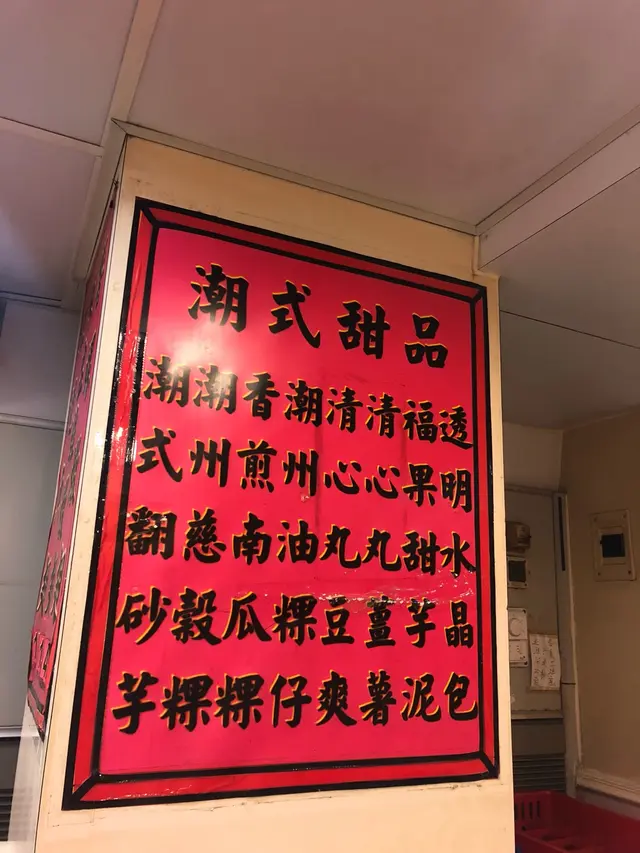 潮式甜品
透明水晶包
福果甜芋泥
清心丸薑薯
清心丸豆爽
潮州油粿仔
香煎南瓜粿
潮州慈穀粿
潮式翻砂芋